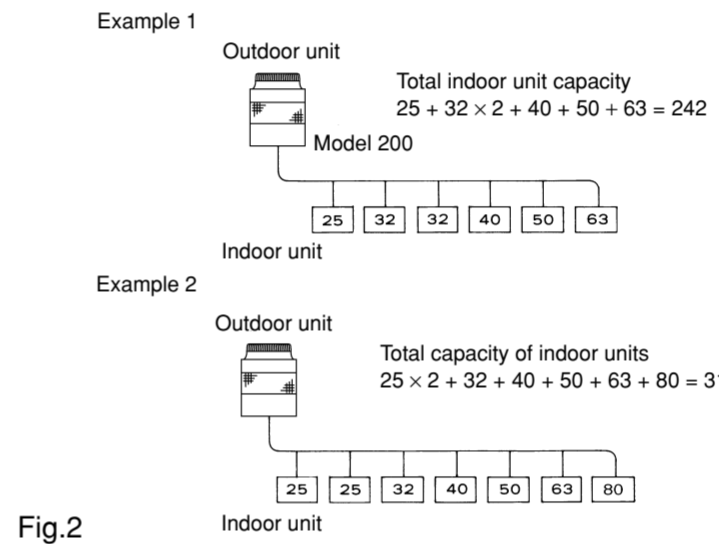 Example 1
Outdoor unit
Total indoor unit capacity
25 + 32 × 2 + 40 + 50 + 63 = 242
Model 200
25 32 32 40 50 63
Indoor unit
Example 2
Outdoor unit
Total capacity of indoor units
25 × 2 + 32 + 40 + 50 + 63 + 80 = 3
25 25 32 40 50 63 80
Fig.2 Indoor unit